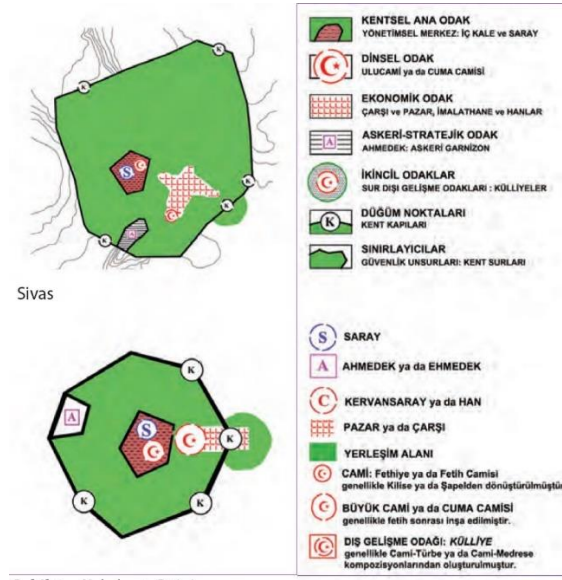 K
K
K
S
A
K
K
K
Sivas
K
A
S
K
K
K
KENTSEL ANA ODAK
YÖNETİMSEL MERKEZ: İÇ KALE ve SARAY
DİNSEL ODAK
ULUCAMİ ya da CUMA CAMİSİ
EKONOMİK ODAK
ÇARŞI ve PAZAR, İMALATHANE ve HANLAR
A
ASKERİ-STRATEJİK ODAK
AHMEDEK: ASKERİ GARNİZON
İKİNCİL ODAKLAR
SUR DIŞI GELİŞME ODAKLARI : KÜLLİYELER
K
DÜĞÜM NOKTALARI
KENT KAPILARI
SINIRLAYICILAR
GÜVENLİK UNSURLARI: KENT SURLARI
S SARAY
A AHMEDEK ya da EHMEDEK
C KERVANSARAY ya da HAN
PAZAR ya da ÇARŞI
YERLEŞİM ALANI
CAMİ: Fethiye ya da Fetih Camisi
genellikle Kilise ya da Şapelden dönüştürülmüştür
BÜYÜK CAMİ ya da CUMA CAMİSİ
genellikle fetih sonrası inşa edilmiştir.
DIŞ GELİŞME ODAĞI: KÜLLİYE
genellikle Cami-Türbe ya da Cami-Medrese
kompozisyonlarından oluşturulmuştur.